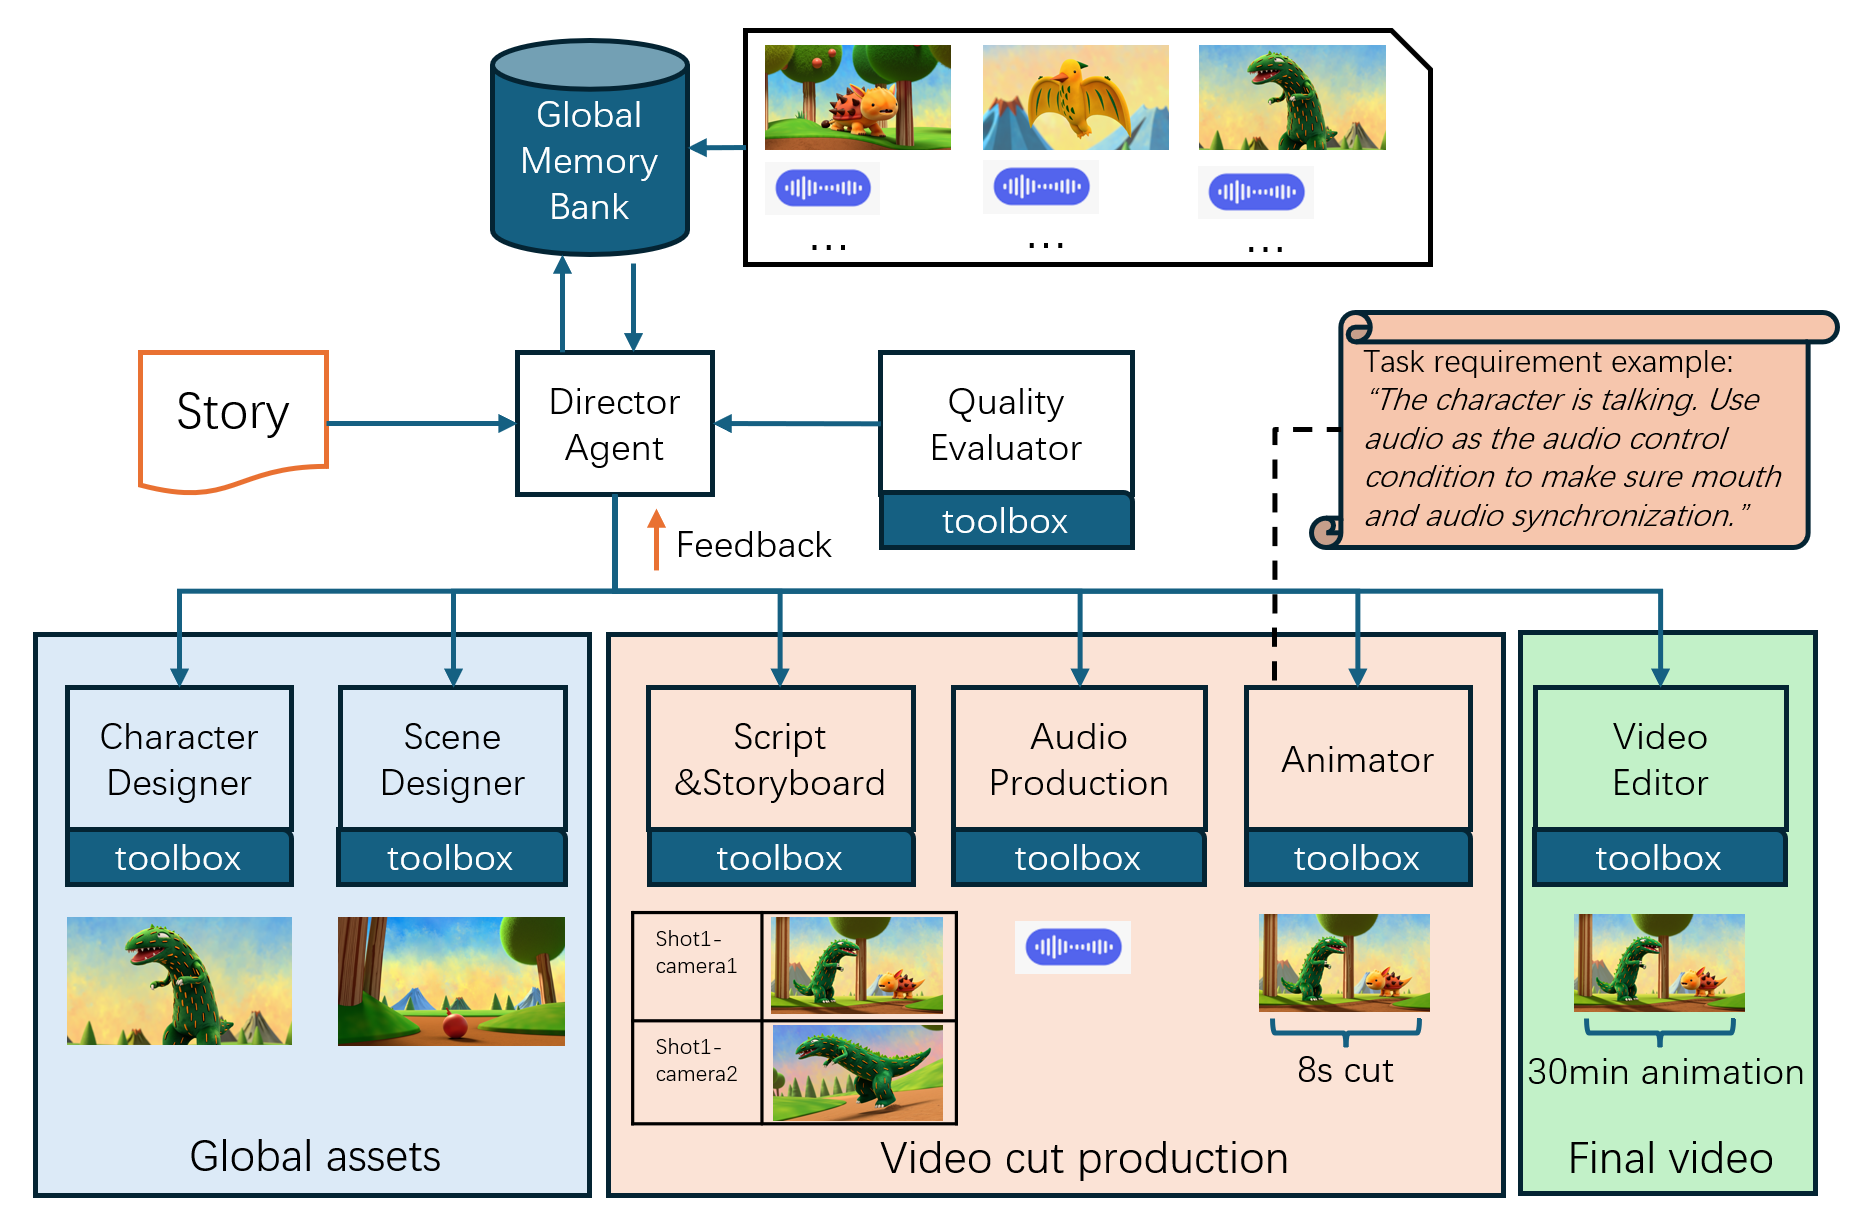 Global
Memory
Bank
...
...
...
Story
Director
Agent
Quality
Evaluator
toolbox
Task requirement example:
“The character is talking. Use
audio as the audio control
condition to make sure mouth
and audio synchronization.”
Feedback
Character
Designer
toolbox
Scene
Designer
toolbox
Script
&Storyboard
toolbox
Audio
Production
toolbox
Animator
toolbox
Video
Editor
toolbox
Shot1-
camera1
Shot1-
camera2
8s cut
30min animation
Global assets
Video cut production
Final video